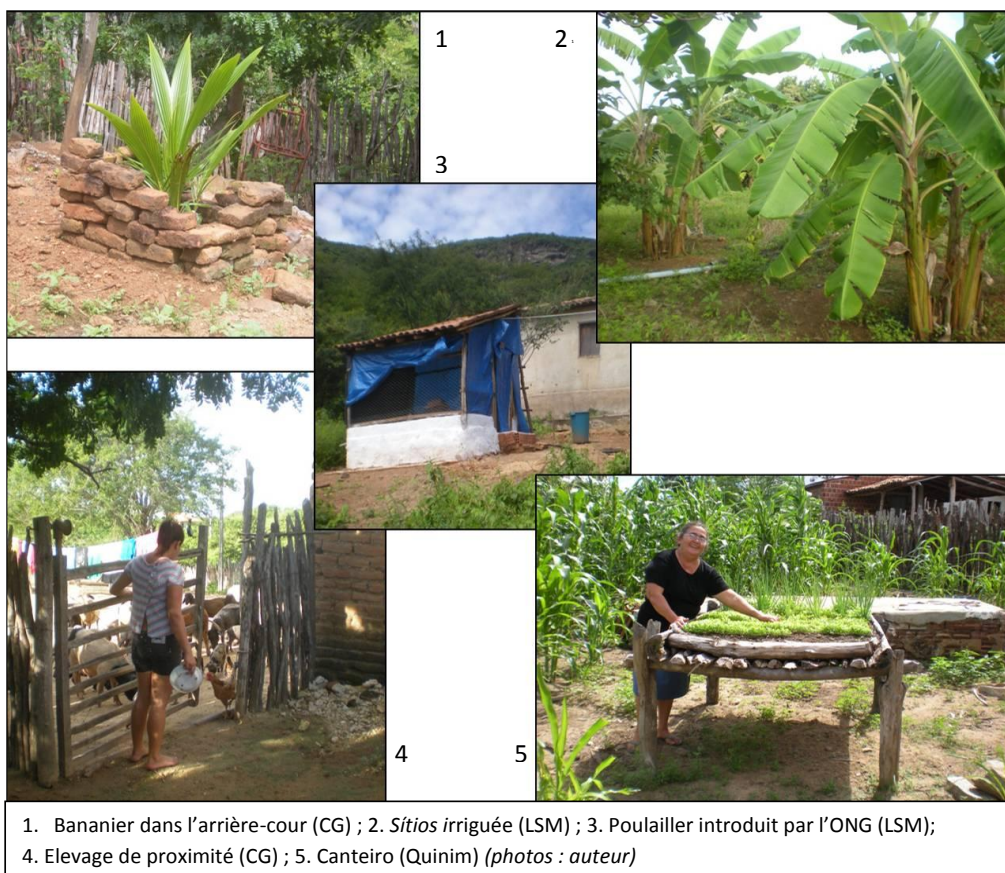 1 2
3
4 5
1. Bananier dans l’arrière-cour (CG) ; 2. Sítios irriguée (LSM) ; 3. Poulailler introduit par l’ONG (LSM);
4. Elevage de proximité (CG) ; 5. Canteiro (Quinim) (photos : auteur)